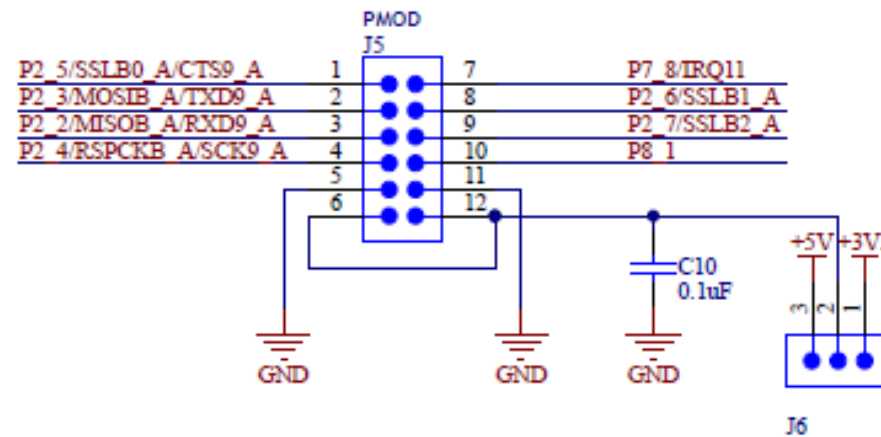 PMOD
J5
P2_5/SSLB0_A/CTS9_A 1 7 P7_8/IRQ11
P2_3/MOSIB_A/TXD9_A 2 8 P2_6/SSLB1_A
P2_2/MISOB_A/RXD9_A 3 9 P2_7/SSLB2_A
P2_4/RSPCKB_A/SCK9_A 4 10 P8_1
5 11
6 12
+5V +3V
C10
0.1uF
3 2 1
GND GND GND
J6